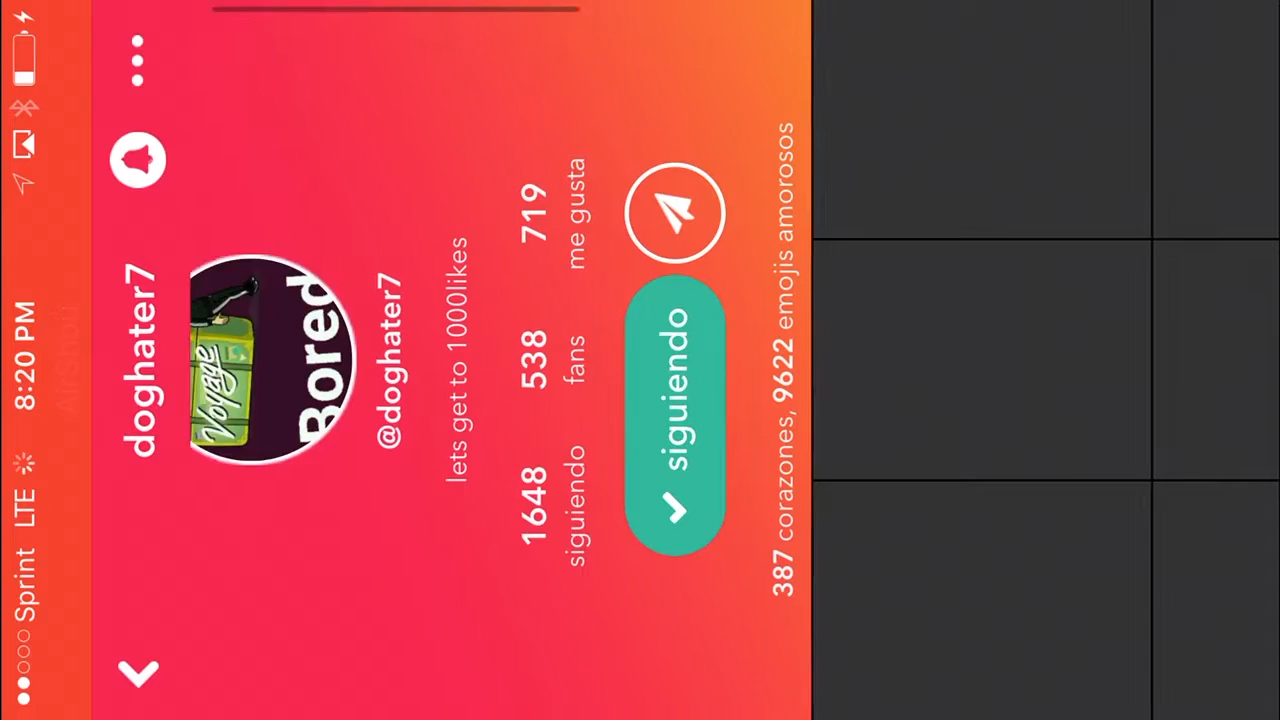 Sprint LTE 8:20 PM
doghater7
Voyage
Bored
@doghater7
lets get to 1000likes
1648 538 719
siguiendo fans me gusta
siguiendo
387 corazones, 9622 emojis amorosos